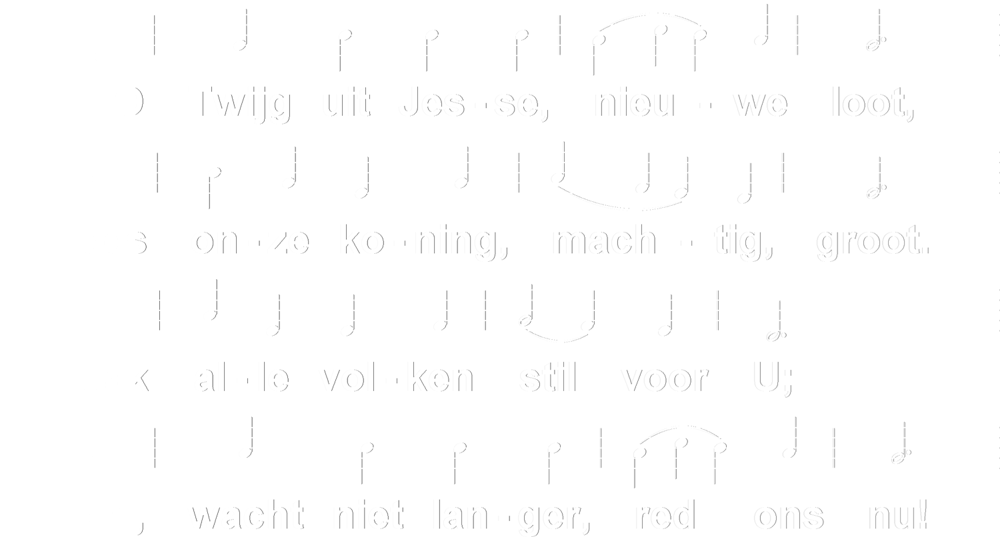 O Twijg uit Jes - se, nieu - we loot,
s on - ze ko - ning, mach - tig, groot.
k al - le vol - ken stil voor U;
, wacht niet lan - ger, red ons nu!